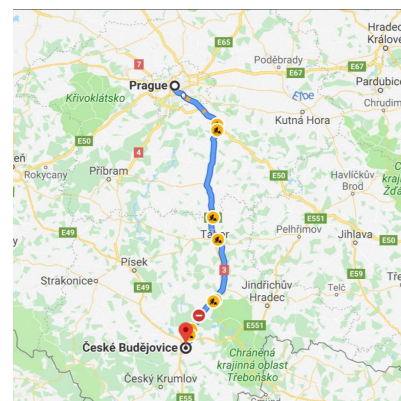 Hradec
Králové
E65
Poděbrady
7
E67
E67
Prague
Pardubice
Křivoklátsko
Chrudim
Kutná Hora
E50
4
Rokycany
Příbram
E50
Havlíčkův
Brod
E551
E49
Pelhřimov
Jihlava
E50
Písek
3
E59
Strakonice
E49
Jindřichův
Hradec
Telč
E551
České Budějovice
Chráněná
krajinná oblast
Třeboňsko
Český Krumlov
E55